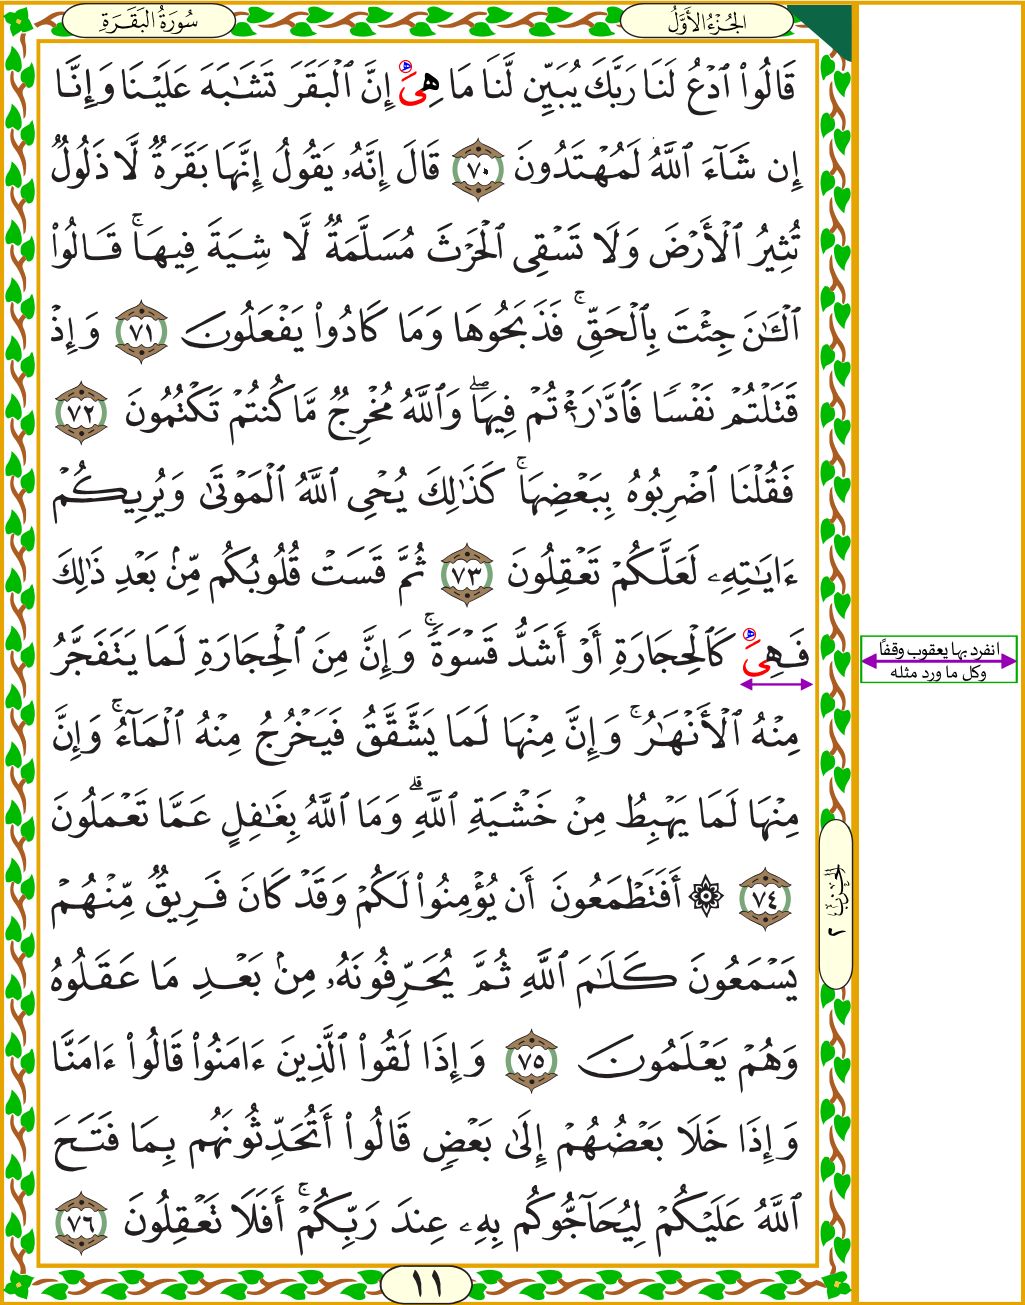 سُورَةُ البَقَرَةِ
الجُزْءُ الأَوَّلُ
قَالُوا۟ ٱدْعُ لَنَا رَبَّكَ يُبَيِّن لَّنَا مَا هِىَ إِنَّ ٱلْبَقَرَ تَشَـٰبَهَ عَلَيْنَا وَإِنَّآ
إِن شَآءَ ٱللَّهُ لَمُهْتَدُونَ ٧٠ قَالَ إِنَّهُۥ يَقُولُ إِنَّهَا بَقَرَةٌ لَّا ذَلُولٌ
تُثِيرُ ٱلْأَرْضَ وَلَا تَسْقِى ٱلْحَرْثَ مُسَلَّمَةٌ لَّا شِيَةَ فِيهَا ۚ قَالُوا۟
ٱلْـَٔـٰنَ جِئْتَ بِٱلْحَقِّ ۚ فَذَبَحُوهَا وَمَا كَادُوا۟ يَفْعَلُونَ ٧١ وَإِذْ
قَتَلْتُمْ نَفْسًا فَٱدَّٰرَْٰٔتُمْ فِيهَا ۖ وَٱللَّهُ مُخْرِجٌ مَّا كُنتُمْ تَكْتُمُونَ ٧٢
فَقُلْنَا ٱضْرِبُوهُ بِبَعْضِهَا ۚ كَذَٰلِكَ يُحْىِ ٱللَّهُ ٱلْمَوْتَىٰ وَيُرِيكُمْ
ءَايَـٰتِهِۦ لَعَلَّكُمْ تَعْقِلُونَ ٧٣ ثُمَّ قَسَتْ قُلُوبُكُم مِّنۢ بَعْدِ ذَٰلِكَ
فَهِىَ كَٱلْحِجَارَةِ أَوْ أَشَدُّ قَسْوَةً ۚ وَإِنَّ مِنَ ٱلْحِجَارَةِ لَمَا يَتَفَجَّرُ
انفرد بها يعقوب وقفًا
وكل ما ورد مثله
مِنْهُ ٱلْأَنْهَـٰرُ ۚ وَإِنَّ مِنْهَا لَمَا يَشَّقَّقُ فَيَخْرُجُ مِنْهُ ٱلْمَآءُ ۚ وَإِنَّ
مِنْهَا لَمَا يَهْبِطُ مِنْ خَشْيَةِ ٱللَّهِ ۗ وَمَا ٱللَّهُ بِغَـٰفِلٍ عَمَّا تَعْمَلُونَ
٧٤ ۞ أَفَتَطْمَعُونَ أَن يُؤْمِنُوا۟ لَكُمْ وَقَدْ كَانَ فَرِيقٌ مِّنْهُمْ
الحِزْبُ ٢
يَسْمَعُونَ كَلَـٰمَ ٱللَّهِ ثُمَّ يُحَرِّفُونَهُۥ مِنۢ بَعْدِ مَا عَقَلُوهُ
وَهُمْ يَعْلَمُونَ ٧٥ وَإِذَا لَقُوا۟ ٱلَّذِينَ ءَامَنُوا۟ قَالُوٓا۟ ءَامَنَّا
وَإِذَا خَلَا بَعْضُهُمْ إِلَىٰ بَعْضٍ قَالُوٓا۟ أَتُحَدِّثُونَهُم بِمَا فَتَحَ
ٱللَّهُ عَلَيْكُمْ لِيُحَآجُّوكُم بِهِۦ عِندَ رَبِّكُمْ ۚ أَفَلَا تَعْقِلُونَ ٧٦
١١